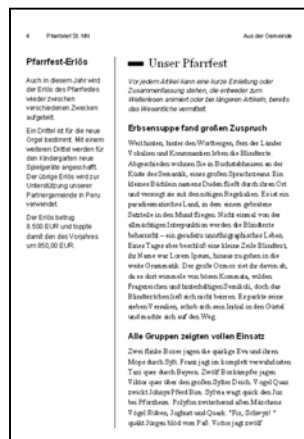 4 Pfarrbrief St. NN
Aus der Gemeinde
Pfarrfest-Erlös
Auch in diesem Jahr wird
der Erlös des Pfarrfestes
wieder zwischen
verschiedenen Zwecken
aufgeteilt.
Ein Drittel ist für die neue
Orgel bestimmt. Mit einem
weiteren Drittel werden für
den Kindergarten neue
Spielgeräte angeschafft.
Der übrige Erlös wird zur
Unterstützung unserer
Partnergemeinde in Peru
verwendet.
Der Erlös betrug
8.500 EUR und toppte
damit den des Vorjahres
um 850,00 EUR.
Unser Pfarrfest
Vor jedem Artikel kann eine kurze Einleitung oder
Zusammenfassung stehen, die entweder zum
Weiterlesen animiert oder bei längeren Artikeln, bereits
das Wesentliche vermittelt.
Erbsensuppe fand großen Zuspruch
Weit hinten, hinter den Wortbergen, fern der Länder
Vokalien und Konsonantien leben die Blindtexte.
Abgeschieden wohnen Sie in Buchstabhausen an der
Küste des Semantik, eines großen Sprachozeans. Ein
kleines Bächlein namens Duden fließt durch ihren Ort
und versorgt sie mit den nötigen Regelialien. Es ist ein
paradiesmatisches Land, in dem einem gebratene
Satzteile in den Mund fliegen. Nicht einmal von der
allmächtigen Interpunktion werden die Blindtexte
beherrscht – ein geradezu unorthographisches Leben.
Eines Tages aber beschloß eine kleine Zeile Blindtext,
ihr Name war Lorem Ipsum, hinaus zu gehen in die
weite Grammatik. Der große Oxmox riet ihr davon ab,
da es dort wimmele von bösen Kommata, wilden
Fragezeichen und hinterhältigen Semikoli, doch das
Blindtextchen ließ sich nicht beirren. Es packte seine
sieben Versalien, schob sich sein Initial in den Gürtel
und machte sich auf den Weg.
Alle Gruppen zeigten vollen Einsatz
Zwei flinke Boxer jagen die quirlige Eva und ihren
Mops durch Sylt. Franz jagt im komplett verwahrlosten
Taxi quer durch Bayern. Zwölf Boxkämpfer jagen
Viktor quer über den großen Sylter Deich. Vogel Quax
zwickt Johnys Pferd Bim. Sylvia wagt quick den Jux
bei Pforzheim. Polyfon zwitschernd aßen Mäxchens
Vögel Rüben, Joghurt und Quark. "Fix, Schwyz! "
quäkt Jürgen blöd vom Paß. Victor jagt zwölf